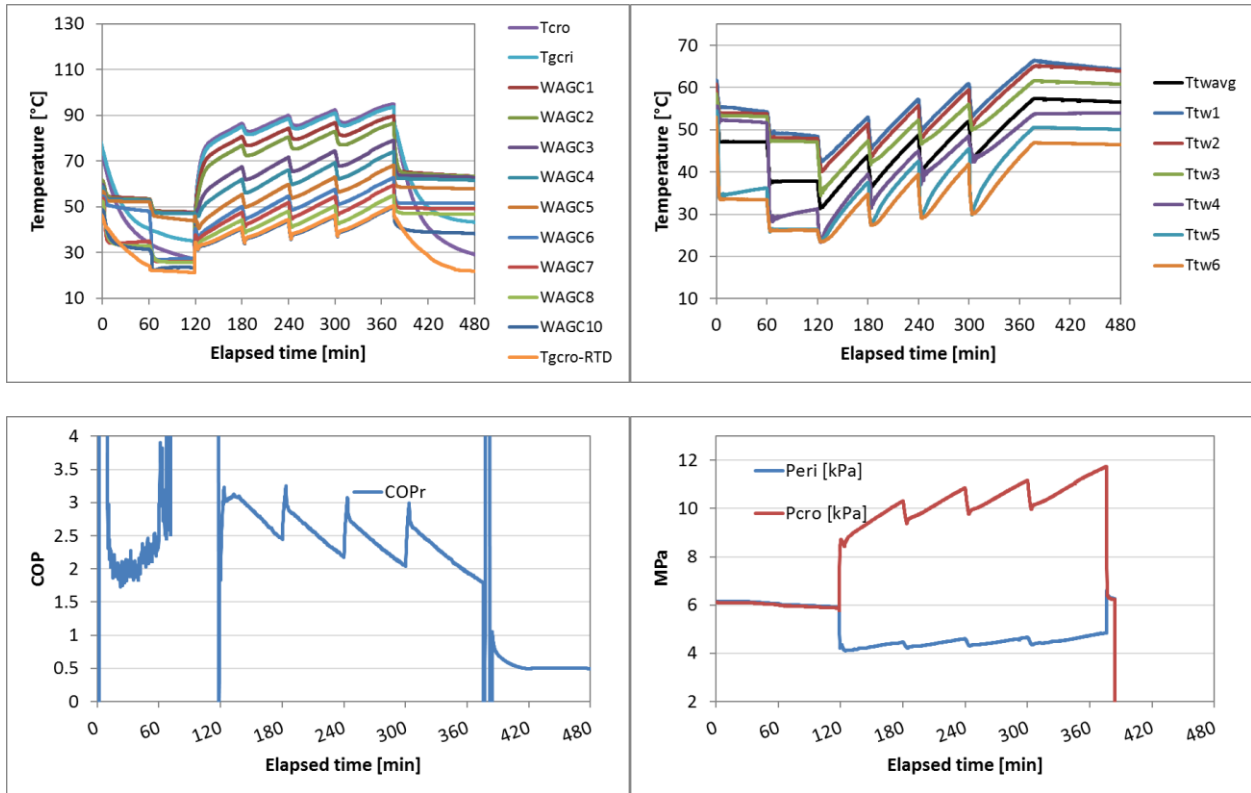 130
110
90
70
50
30
10
Temperature [°C]
0 60 120 180 240 300 360 420 480
Elapsed time [min]
Tcro
Tgcri
WAGC1
WAGC2
WAGC3
WAGC4
WAGC5
WAGC6
WAGC7
WAGC8
WAGC10
Tgcro-RTD
70
60
50
40
30
20
10
Temperature [°C]
0 60 120 180 240 300 360 420 480
Elapsed time [min]
Ttwavg
Ttw1
Ttw2
Ttw3
Ttw4
Ttw5
Ttw6
4
3.5
3
2.5
2
1.5
1
0.5
0
COP
COPr
0 60 120 180 240 300 360 420 480
Elapsed time [min]
12
10
8
6
4
2
MPa
Peri [kPa]
Pcro [kPa]
0 60 120 180 240 300 360 420 480
Elapsed time [min]